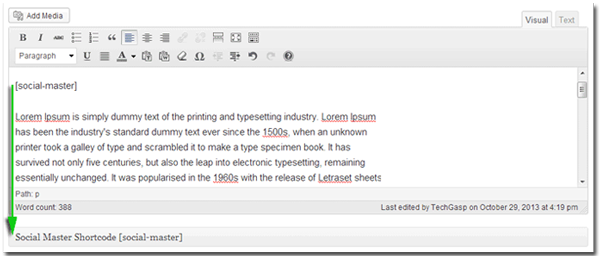 Add Media
Visual Text
B I ABC
Paragraph U A
[social-master]
Lorem Ipsum is simply dummy text of the printing and typesetting industry. Lorem Ipsum
has been the industry's standard dummy text ever since the 1500s, when an unknown
printer took a galley of type and scrambled it to make a type specimen book. It has
survived not only five centuries, but also the leap into electronic typesetting, remaining
essentially unchanged. It was popularised in the 1960s with the release of Letraset sheets
Path: p
Word count: 388 Last edited by TechGasp on October 29, 2013 at 4:19 pm
Social Master Shortcode [social-master]